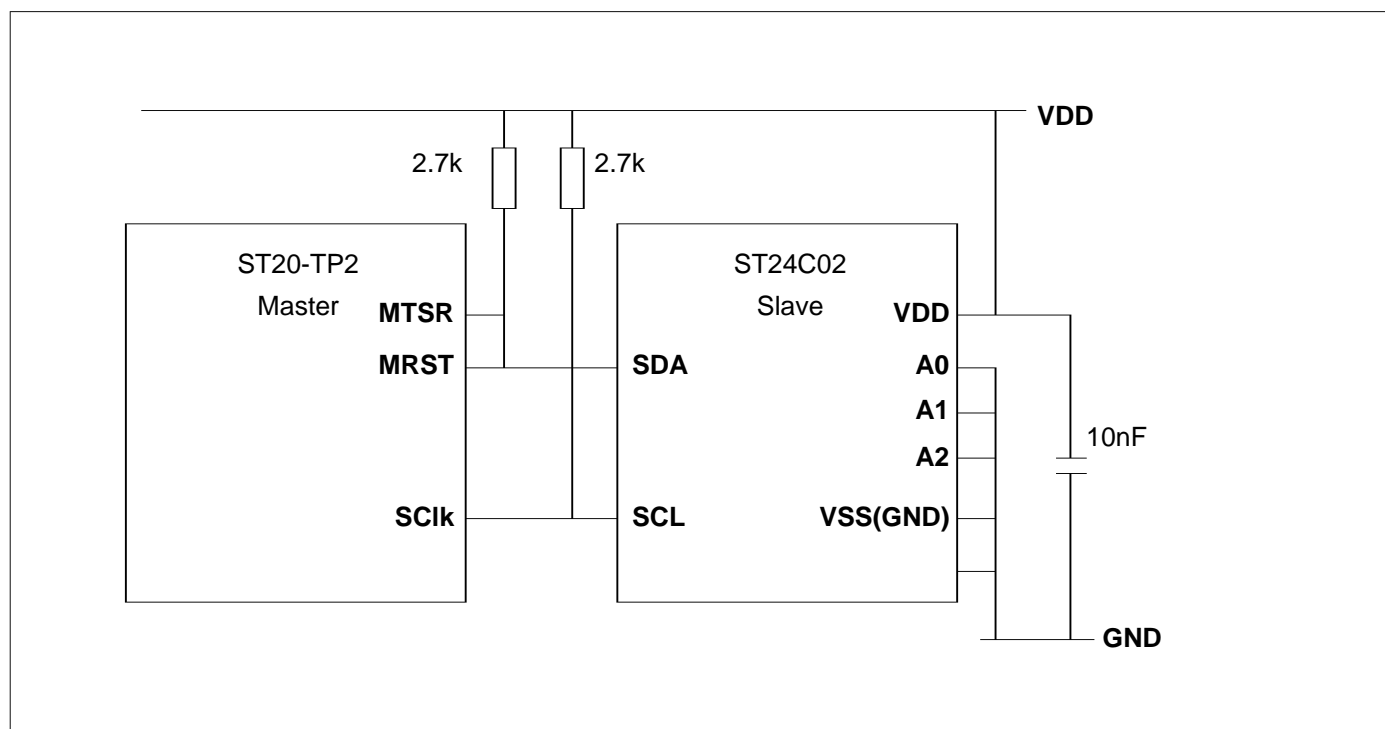 VDD
2.7k
2.7k
ST20-TP2
Master
MTSR
MRST
SClk
ST24C02
Slave
SDA
SCL
VDD
A0
A1
A2
VSS(GND)
10nF
GND